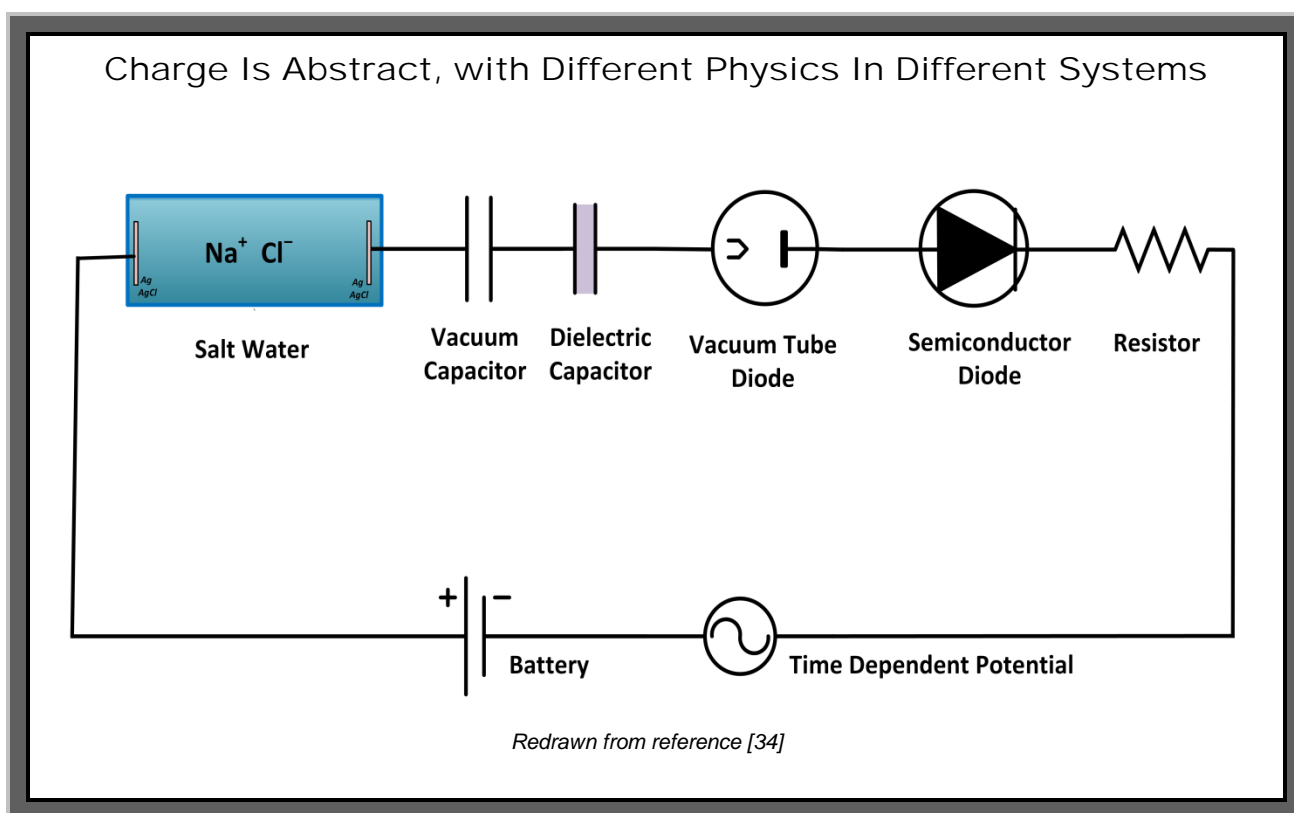 Charge Is Abstract, with Different Physics In Different Systems
Na⁺ Cl⁻
Ag
AgCl
Ag
AgCl
Salt Water
Vacuum
Capacitor
Dielectric
Capacitor
Vacuum Tube
Diode
Semiconductor
Diode
Resistor
+ −
Battery
Time Dependent Potential
Redrawn from reference [34]